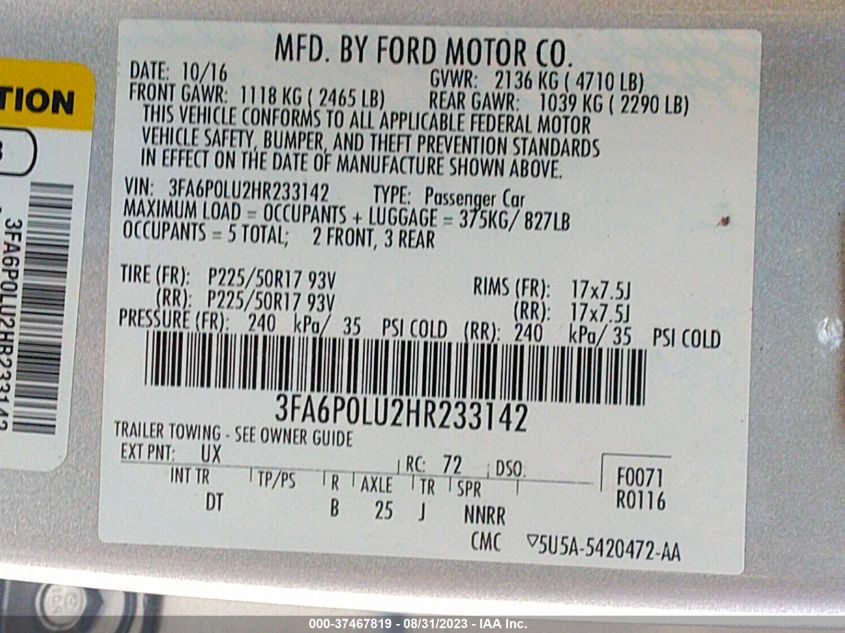 MFD. BY FORD MOTOR CO.
DATE: 10/16 GVWR: 2136 KG ( 4710 LB)
FRONT GAWR: 1118 KG ( 2465 LB) REAR GAWR: 1039 KG ( 2290 LB)
THIS VEHICLE CONFORMS TO ALL APPLICABLE FEDERAL MOTOR
VEHICLE SAFETY, BUMPER, AND THEFT PREVENTION STANDARDS
IN EFFECT ON THE DATE OF MANUFACTURE SHOWN ABOVE.
VIN: 3FA6P0LU2HR233142 TYPE: Passenger Car
MAXIMUM LOAD = OCCUPANTS + LUGGAGE = 375KG/ 827LB
OCCUPANTS = 5 TOTAL; 2 FRONT, 3 REAR
TIRE (FR): P225/50R17 93V RIMS (FR): 17x7.5J
(RR): P225/50R17 93V (RR): 17x7.5J
PRESSURE (FR): 240 kPa/ 35 PSI COLD (RR): 240 kPa/ 35 PSI COLD
3FA6P0LU2HR233142
TRAILER TOWING - SEE OWNER GUIDE
EXT PNT: UX RC: 72 DSO: F0071
INT TR TP/PS R AXLE TR SPR R0116
DT B 25 J NNRR
CMC 5U5A-5420472-AA
TION
3FA6P0LU2HR233142
000-37467819 - 08/31/2023 - IAA Inc.